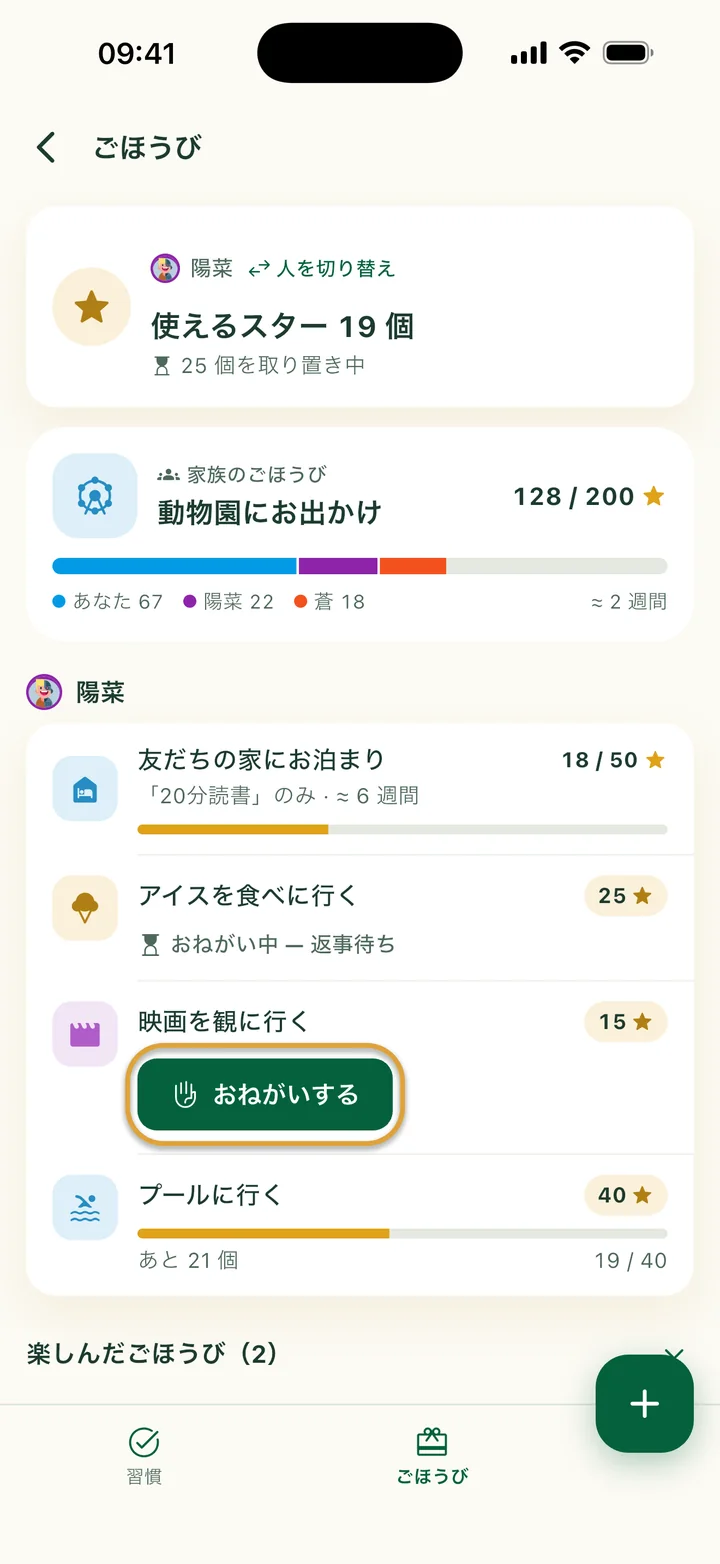 09:41
ごほうび
陽菜 人を切り替え
使えるスター 19 個
25 個を取り置き中
家族のごほうび
動物園にお出かけ
128 / 200
あなた 67 陽菜 22 蒼 18 ≈ 2 週間
陽菜
友だちの家にお泊まり 18 / 50
「20分読書」のみ · ≈ 6 週間
アイスを食べに行く 25
おねがい中 — 返事待ち
映画を観に行く 15
おねがいする
プールに行く 40
あと 21 個 19 / 40
楽しんだごほうび（2）
習慣 ごほうび